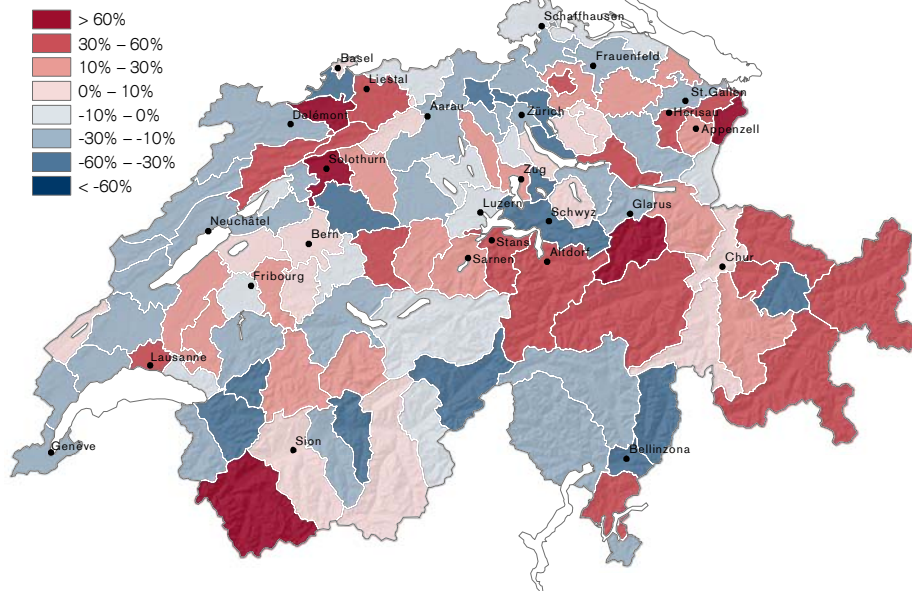 > 60%
30% – 60%
10% – 30%
0% – 10%
-10% – 0%
-30% – -10%
-60% – -30%
< -60%
Schaffhausen
Basel
Frauenfeld
Liestal
St.Gallen
Delémont
Aarau
Zürich
Herisau
Appenzell
Solothurn
Zug
Luzern
Glarus
Schwyz
Neuchâtel
Bern
Stans
Altdorf
Sarnen
Chur
Fribourg
Lausanne
Sion
Genève
Bellinzona